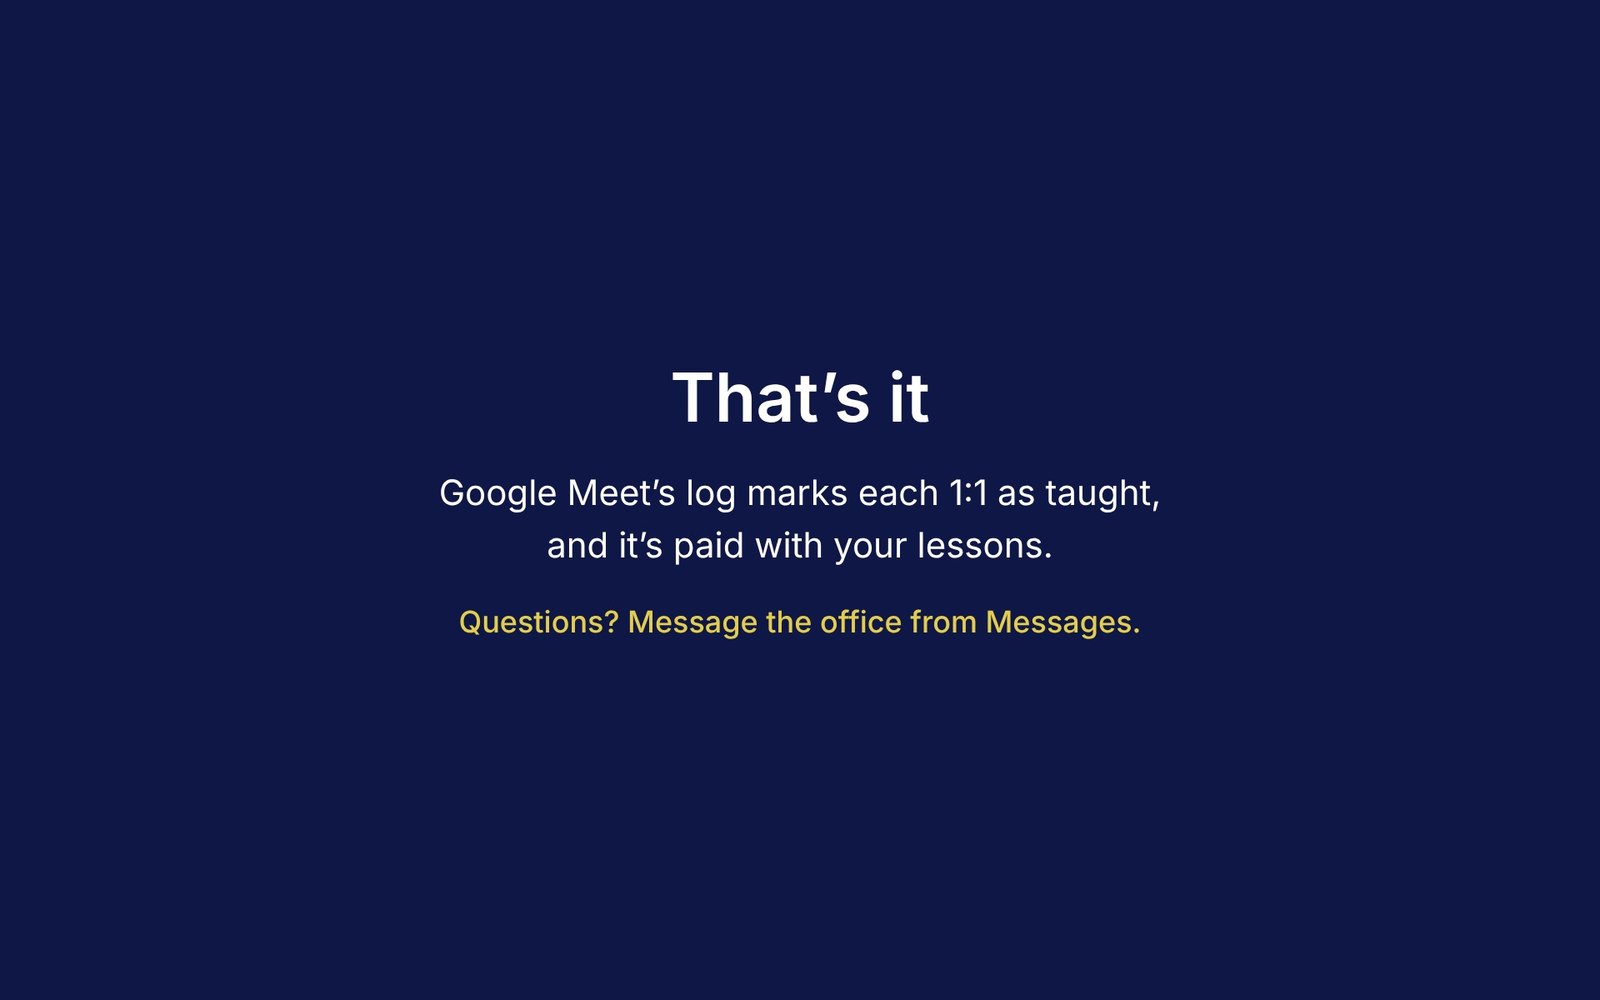 That’s it
Google Meet’s log marks each 1:1 as taught,
and it’s paid with your lessons.
Questions? Message the office from Messages.